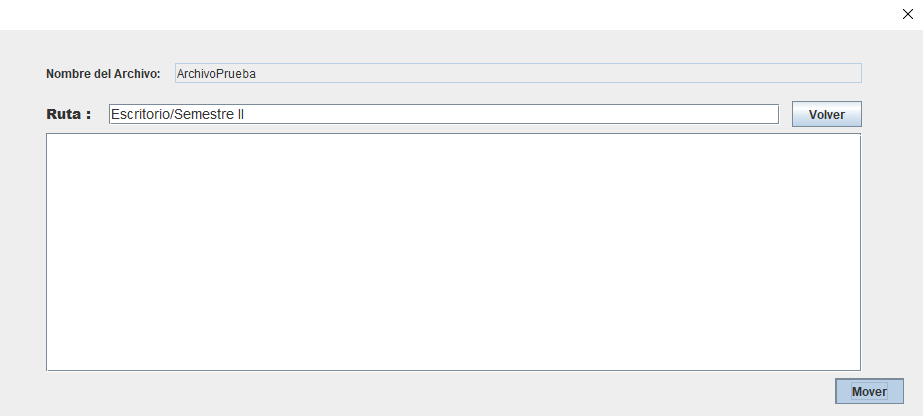 Nombre del Archivo: ArchivoPrueba
Ruta : Escritorio/Semestre II Volver
Mover